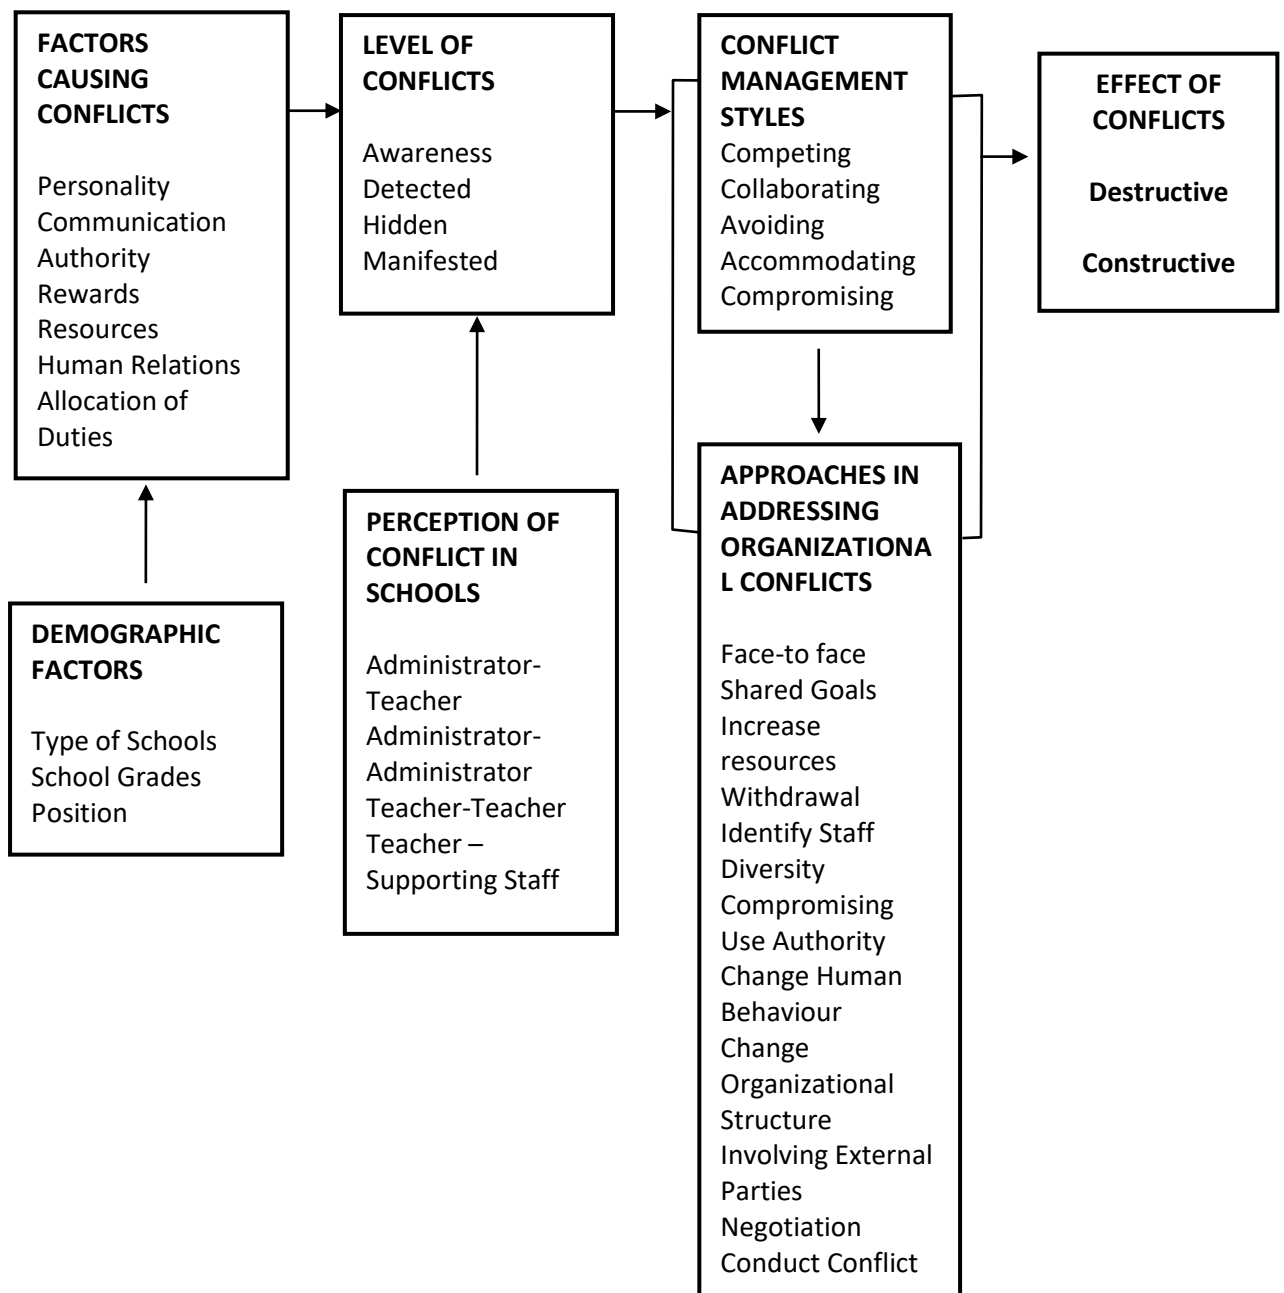 FACTORS
CAUSING
CONFLICTS
Personality
Communication
Authority
Rewards
Resources
Human Relations
Allocation of
Duties
LEVEL OF
CONFLICTS
Awareness
Detected
Hidden
Manifested
CONFLICT
MANAGEMENT
STYLES
Competing
Collaborating
Avoiding
Accommodating
Compromising
EFFECT OF
CONFLICTS
Destructive
Constructive
DEMOGRAPHIC
FACTORS
Type of Schools
School Grades
Position
PERCEPTION OF
CONFLICT IN
SCHOOLS
Administrator-
Teacher
Administrator-
Administrator
Teacher-Teacher
Teacher –
Supporting Staff
APPROACHES IN
ADDRESSING
ORGANIZATIONA
L CONFLICTS
Face-to face
Shared Goals
Increase
resources
Withdrawal
Identify Staff
Diversity
Compromising
Use Authority
Change Human
Behaviour
Change
Organizational
Structure
Involving External
Parties
Negotiation
Conduct Conflict